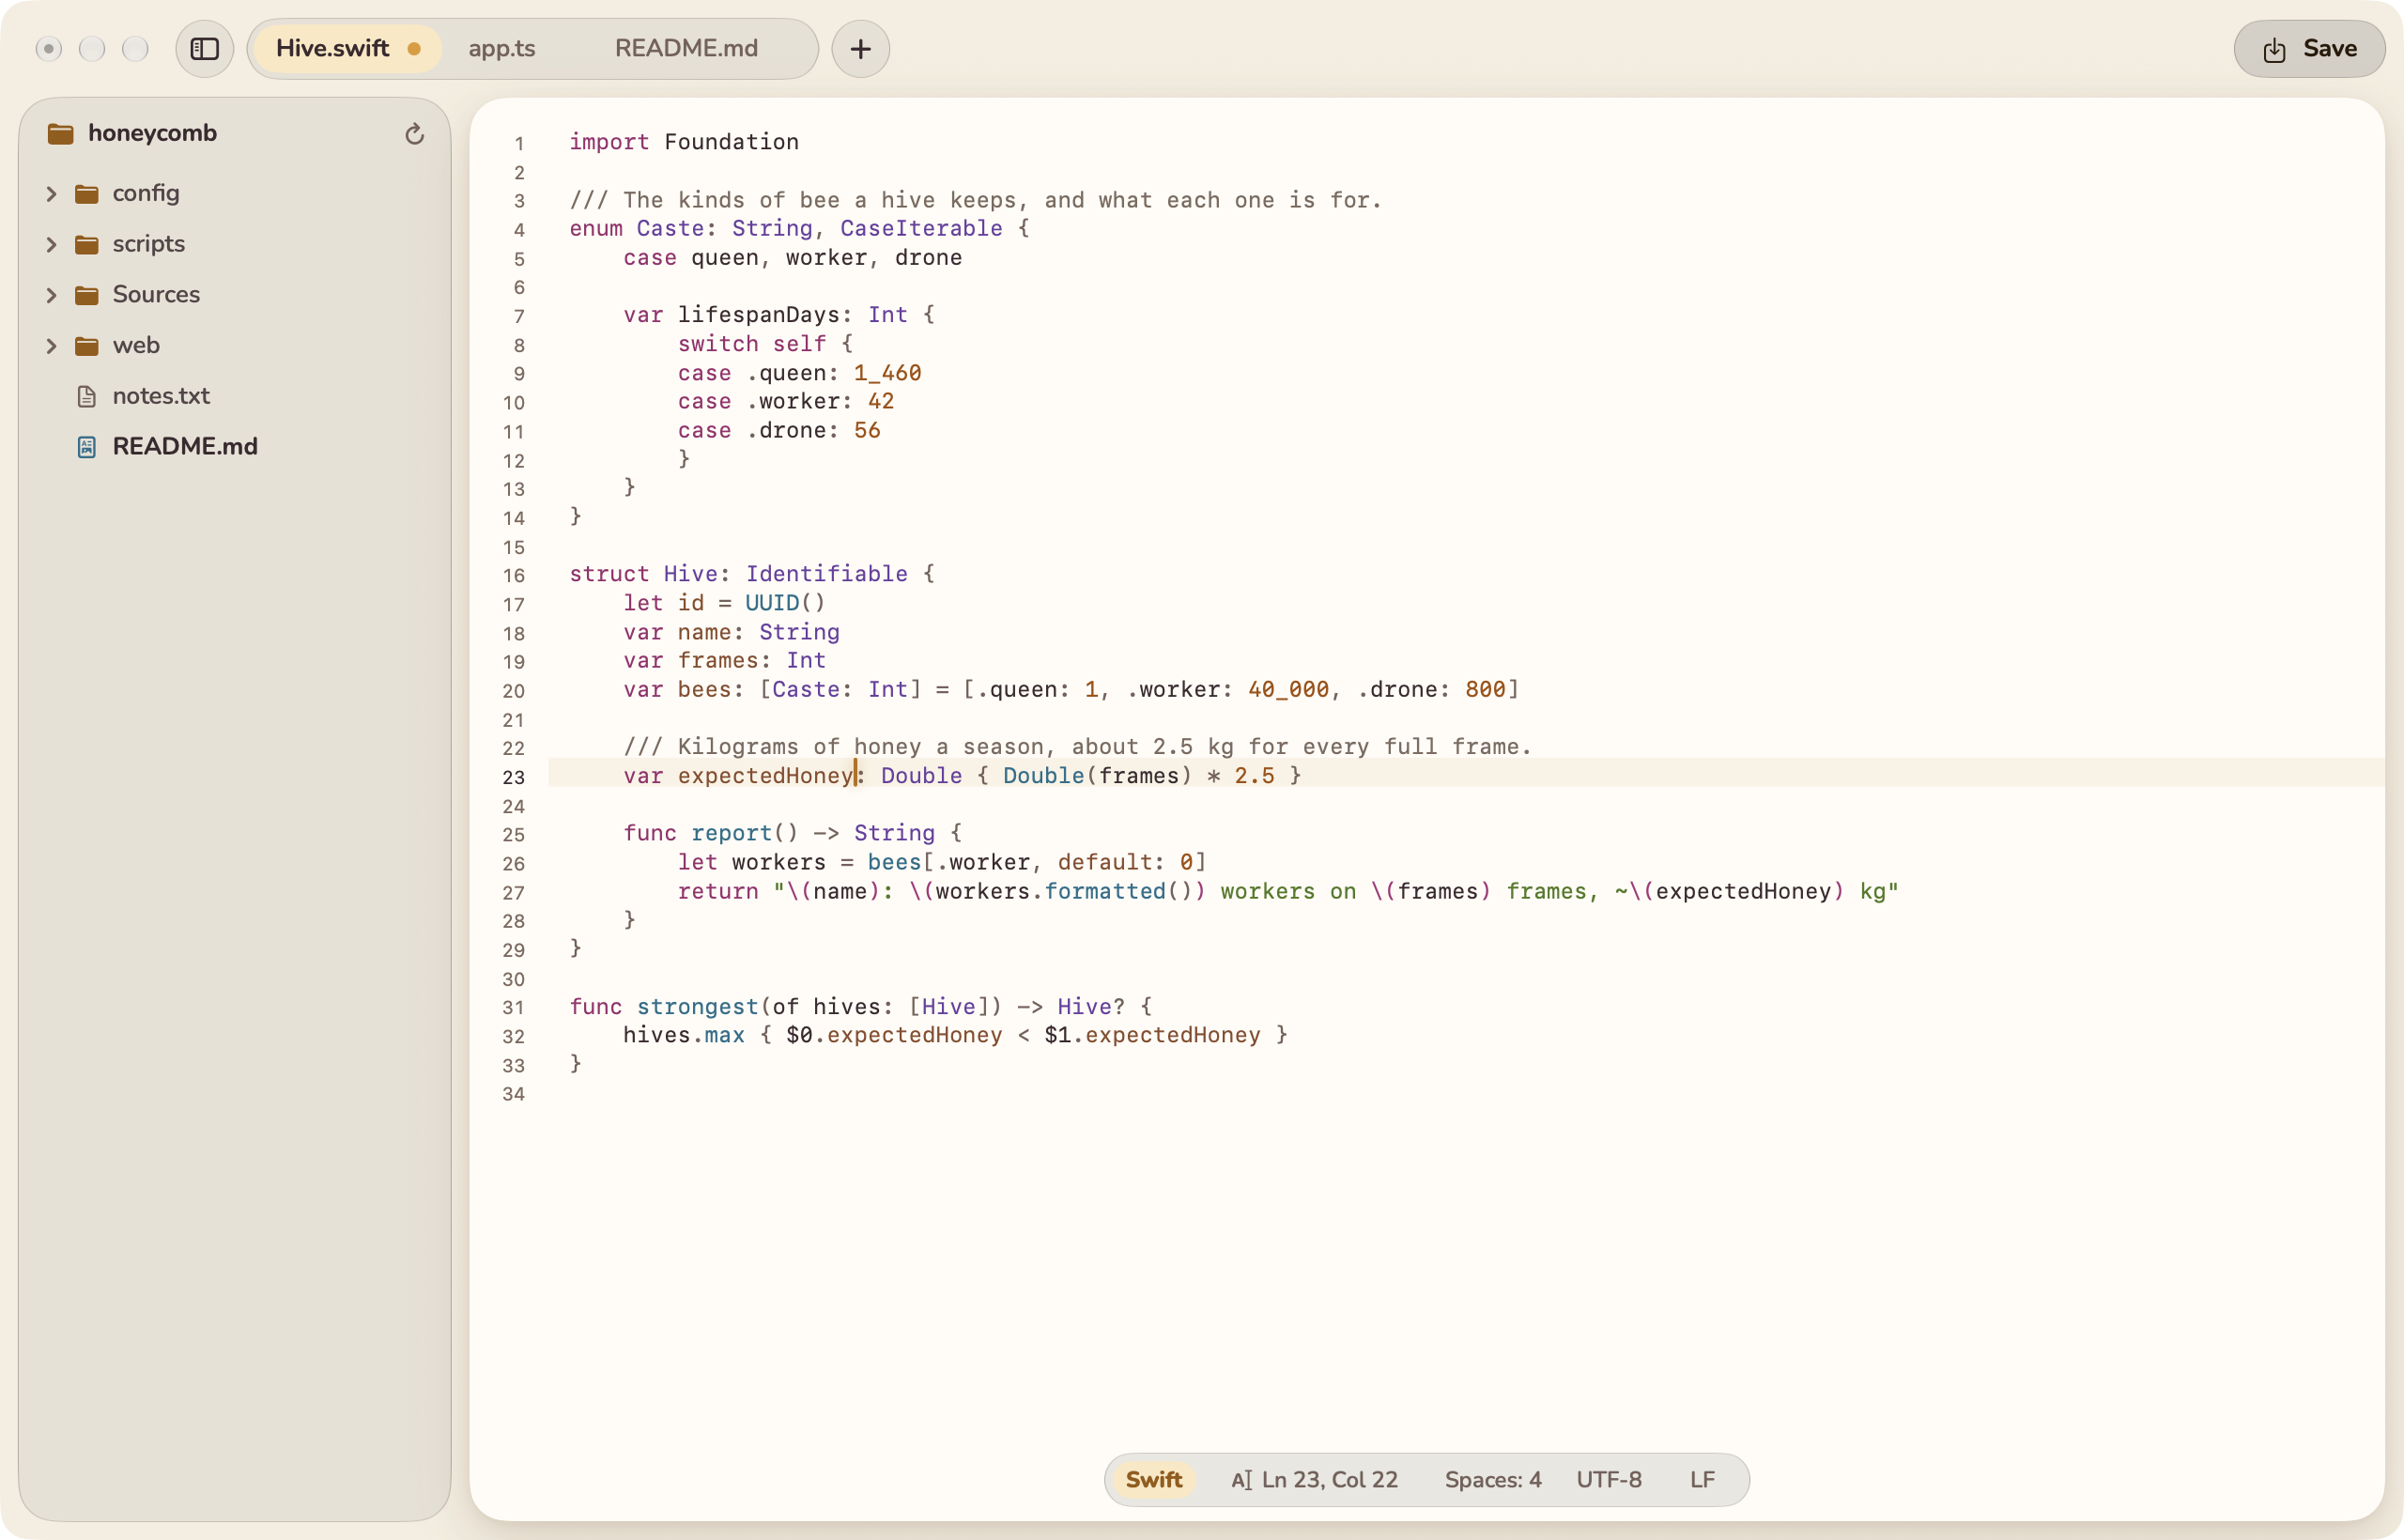 Hive.swift
app.ts
README.md
Save
honeycomb
config
scripts
Sources
web
notes.txt
README.md
1 import Foundation
2
3 /// The kinds of bee a hive keeps, and what each one is for.
4 enum Caste: String, CaseIterable {
5     case queen, worker, drone
6
7     var lifespanDays: Int {
8         switch self {
9         case .queen: 1_460
10         case .worker: 42
11         case .drone: 56
12         }
13     }
14 }
15
16 struct Hive: Identifiable {
17     let id = UUID()
18     var name: String
19     var frames: Int
20     var bees: [Caste: Int] = [.queen: 1, .worker: 40_000, .drone: 800]
21
22     /// Kilograms of honey a season, about 2.5 kg for every full frame.
23     var expectedHoney: Double { Double(frames) * 2.5 }
24
25     func report() -> String {
26         let workers = bees[.worker, default: 0]
27         return "\(name): \(workers.formatted()) workers on \(frames) frames, ~\(expectedHoney) kg"
28     }
29 }
30
31 func strongest(of hives: [Hive]) -> Hive? {
32     hives.max { $0.expectedHoney < $1.expectedHoney }
33 }
34
Swift
Ln 23, Col 22
Spaces: 4
UTF-8
LF